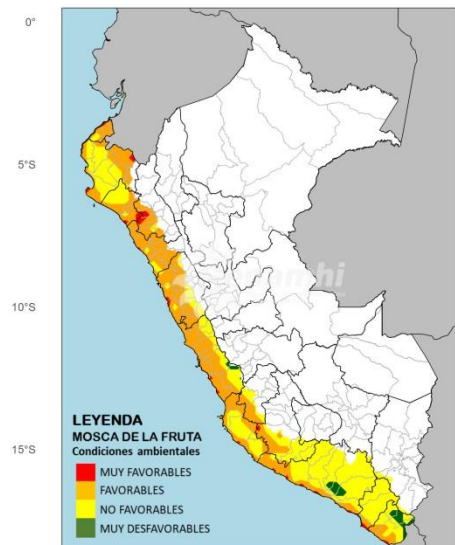 0°
5°S
10°S
15°S
LEYENDA
MOSCA DE LA FRUTA
Condiciones ambientales
MUY FAVORABLES
FAVORABLES
NO FAVORABLES
MUY DESFAVORABLES